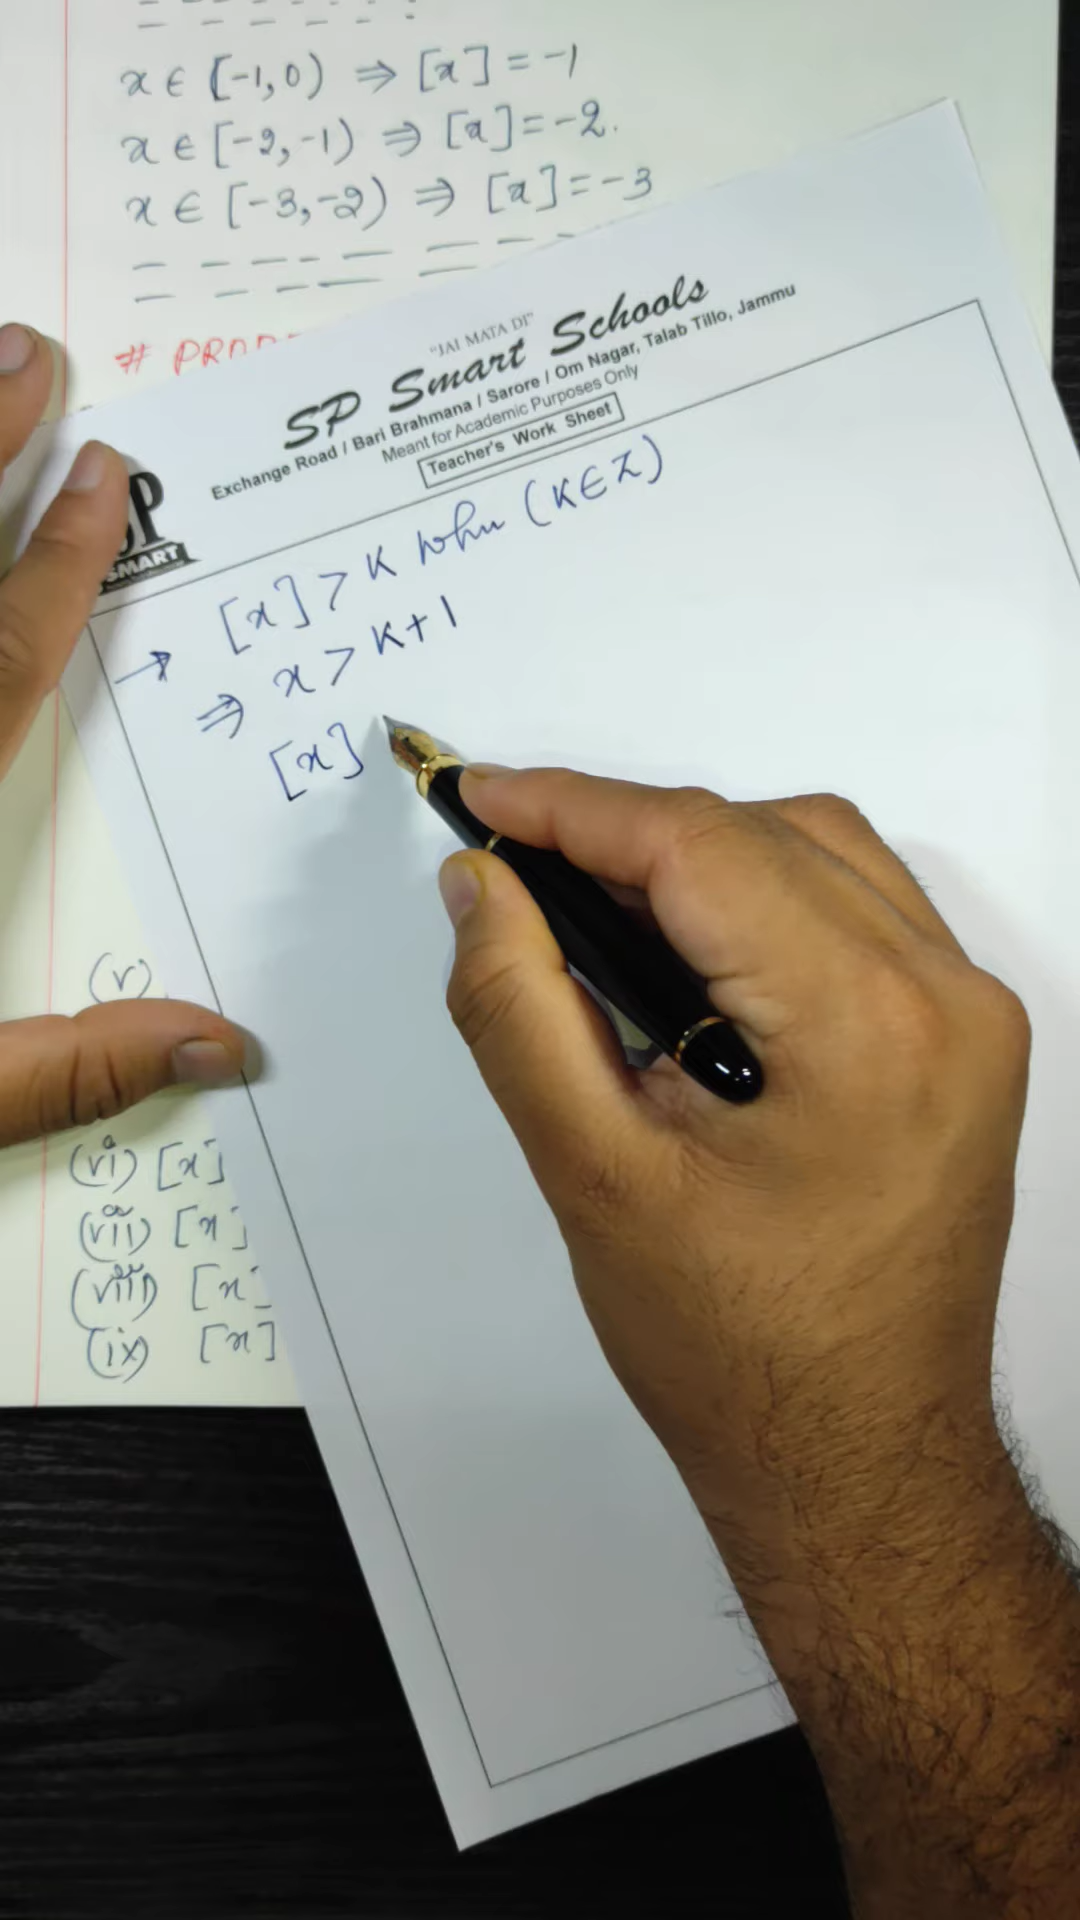 x ∈ [-1,0) ⇒ [x] = -1
x ∈ [-2,-1) ⇒ [x] = -2.
x ∈ [-3,-2) ⇒ [x] = -3
#
"JAI MATA DI"
SP Smart Schools
Exchange Road / Bari Brahmana / Sarore / Om Nagar, Talab Tillo, Jammu
Meant for Academic Purposes Only
Teacher's Work Sheet
SMART
→ [x] > K when (K∈Z)
⇒ x > K+1
[x]
(v)
(vi) [x]
(vii) [x]
(viii) [x]
(ix) [x]